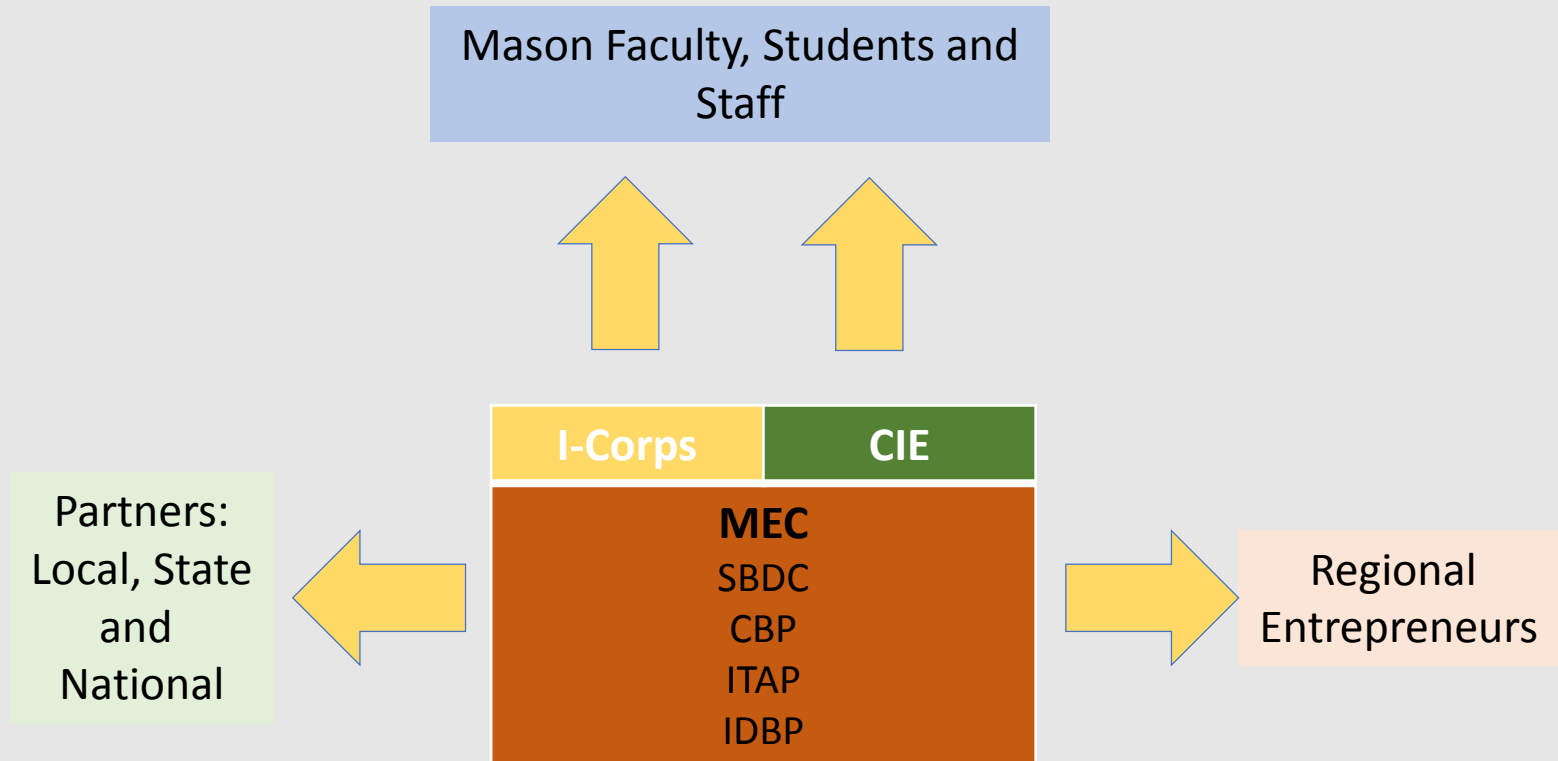 Mason Faculty, Students and
Staff
I-Corps
CIE
MEC
SBDC
CBP
ITAP
IDBP
Partners:
Local, State
and
National
Regional
Entrepreneurs